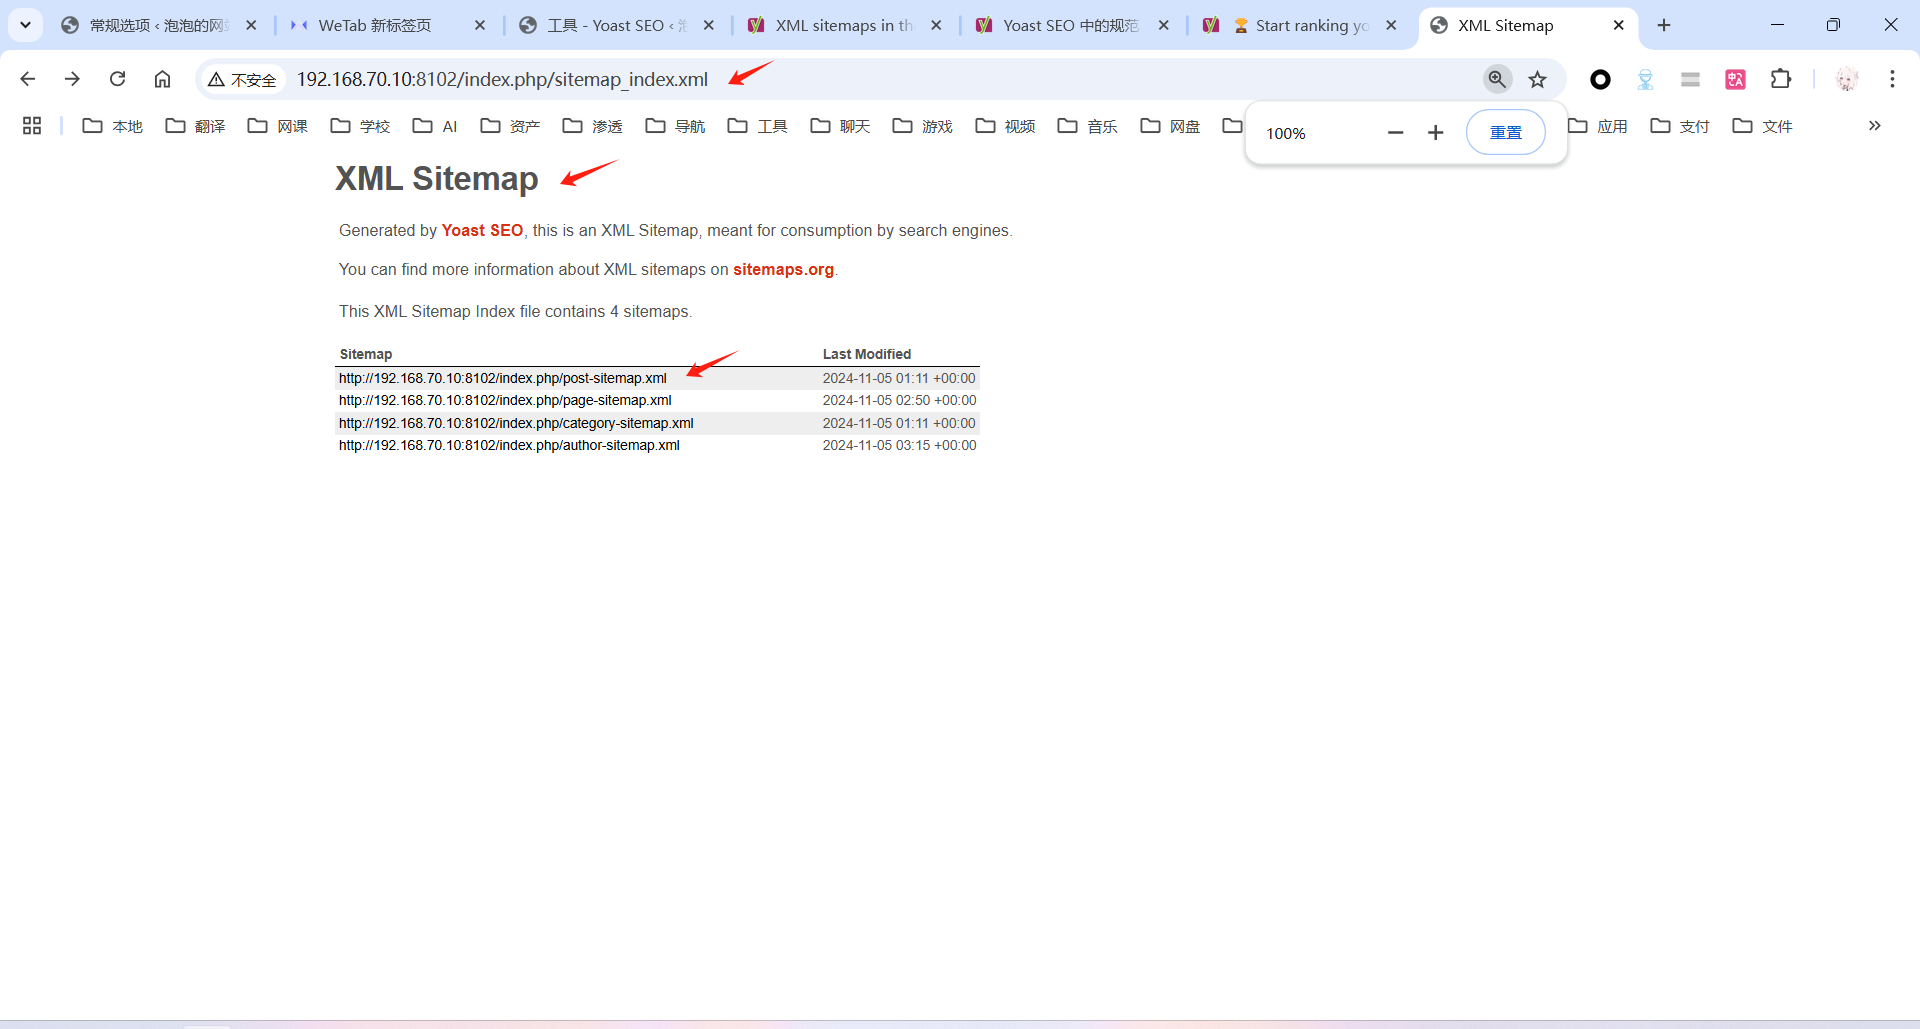 常规选项 ‹ 泡泡的网
WeTab 新标签页
工具 - Yoast SEO ‹
XML sitemaps in th
Yoast SEO 中的规范
🏆 Start ranking yo
XML Sitemap
不安全
192.168.70.10:8102/index.php/sitemap_index.xml
本地
翻译
网课
学校
AI
资产
渗透
导航
工具
聊天
游戏
视频
音乐
网盘
应用
支付
文件
100%
重置
XML Sitemap
Generated by Yoast SEO, this is an XML Sitemap, meant for consumption by search engines.
You can find more information about XML sitemaps on sitemaps.org.
This XML Sitemap Index file contains 4 sitemaps.
Sitemap Last Modified
http://192.168.70.10:8102/index.php/post-sitemap.xml 2024-11-05 01:11 +00:00
http://192.168.70.10:8102/index.php/page-sitemap.xml 2024-11-05 02:50 +00:00
http://192.168.70.10:8102/index.php/category-sitemap.xml 2024-11-05 01:11 +00:00
http://192.168.70.10:8102/index.php/author-sitemap.xml 2024-11-05 03:15 +00:00